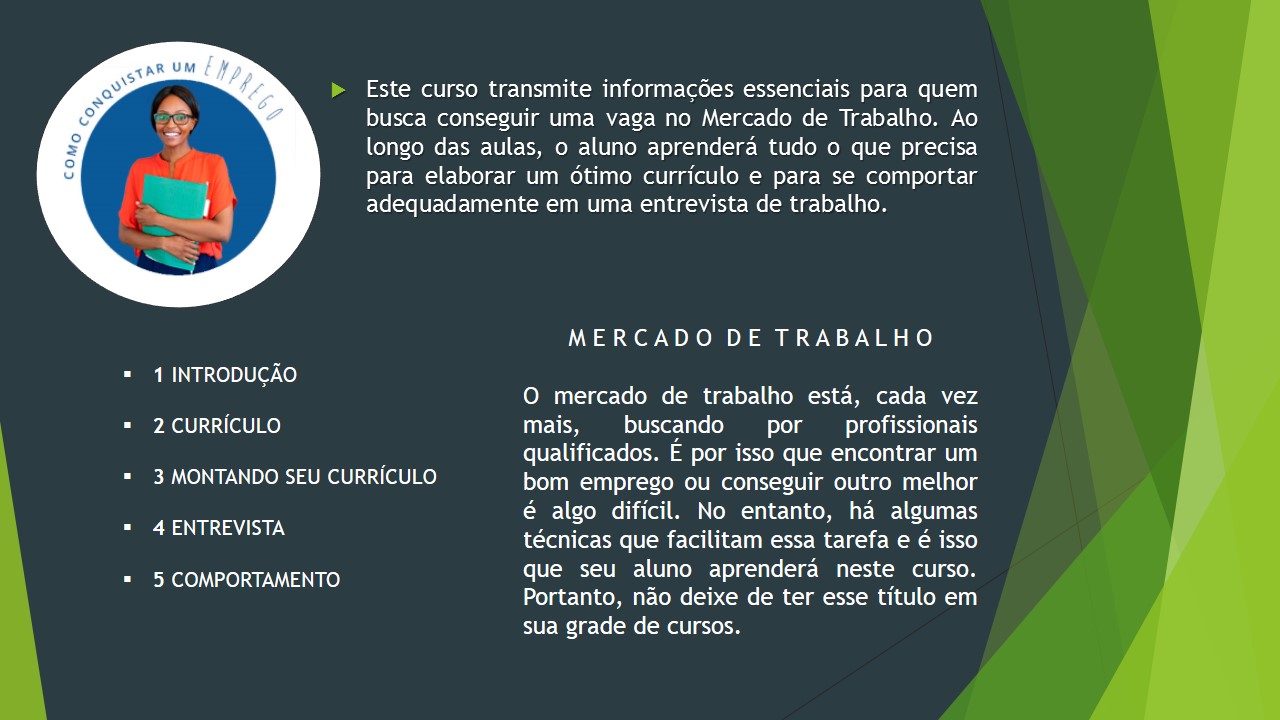 COMO CONQUISTAR UM EMPREGO
Este curso transmite informações essenciais para quem
busca conseguir uma vaga no Mercado de Trabalho. Ao
longo das aulas, o aluno aprenderá tudo o que precisa
para elaborar um ótimo currículo e para se comportar
adequadamente em uma entrevista de trabalho.
1 INTRODUÇÃO
2 CURRÍCULO
3 MONTANDO SEU CURRÍCULO
4 ENTREVISTA
5 COMPORTAMENTO
MERCADO DE TRABALHO
O mercado de trabalho está, cada vez
mais, buscando por profissionais
qualificados. É por isso que encontrar um
bom emprego ou conseguir outro melhor
é algo difícil. No entanto, há algumas
técnicas que facilitam essa tarefa e é isso
que seu aluno aprenderá neste curso.
Portanto, não deixe de ter esse título em
sua grade de cursos.